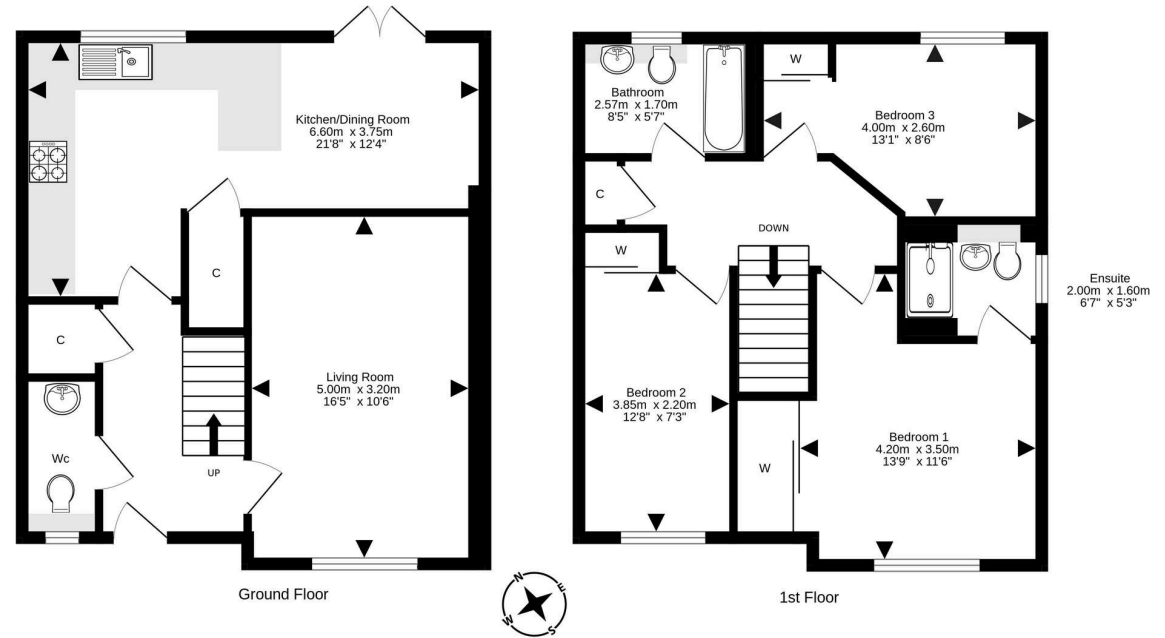 Kitchen/Dining Room
6.60m x 3.75m
21'8" x 12'4"
C
C
Living Room
5.00m x 3.20m
16'5" x 10'6"
Wc
UP
Ground Floor
W
Bathroom
2.57m x 1.70m
8'5" x 5'7"
Bedroom 3
4.00m x 2.60m
13'1" x 8'6"
C
DOWN
W
Ensuite
2.00m x 1.60m
6'7" x 5'3"
Bedroom 2
3.85m x 2.20m
12'8" x 7'3"
Bedroom 1
4.20m x 3.50m
13'9" x 11'6"
W
1st Floor
N
E
S
W